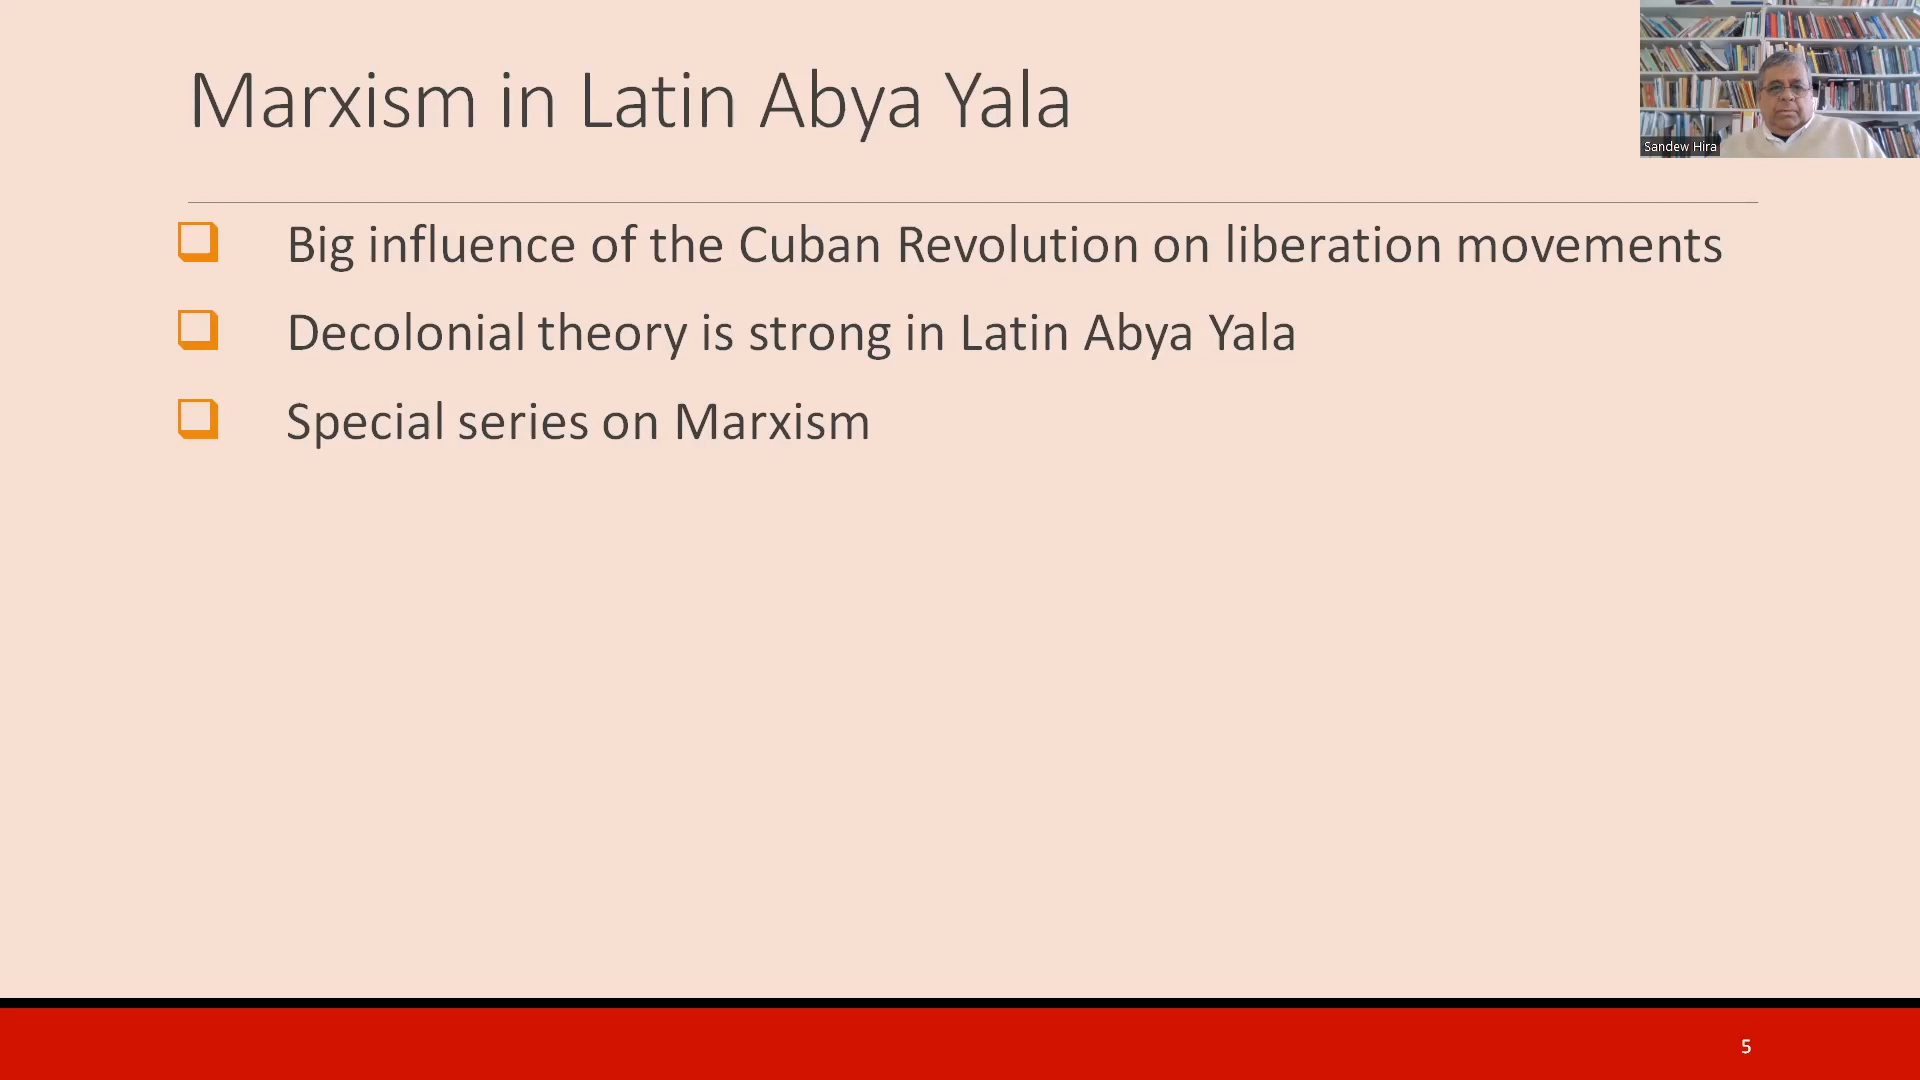 Marxism in Latin Abya Yala
Sandew Hira
Big influence of the Cuban Revolution on liberation movements
Decolonial theory is strong in Latin Abya Yala
Special series on Marxism
5